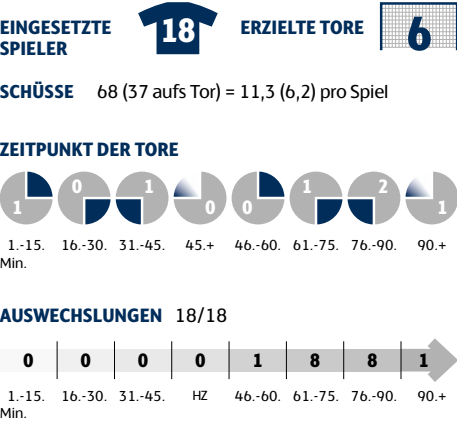 EINGESETZTE SPIELER 18 ERZIELTE TORE 6
SCHÜSSE 68 (37 aufs Tor) = 11,3 (6,2) pro Spiel
ZEITPUNKT DER TORE
1 0 1 0 0 1 2 1
1.-15. Min. 16.-30. 31.-45. 45.+ 46.-60. 61.-75. 76.-90. 90.+
AUSWECHSLUNGEN 18/18
0 0 0 0 1 8 8 1
1.-15. Min. 16.-30. 31.-45. HZ 46.-60. 61.-75. 76.-90. 90.+